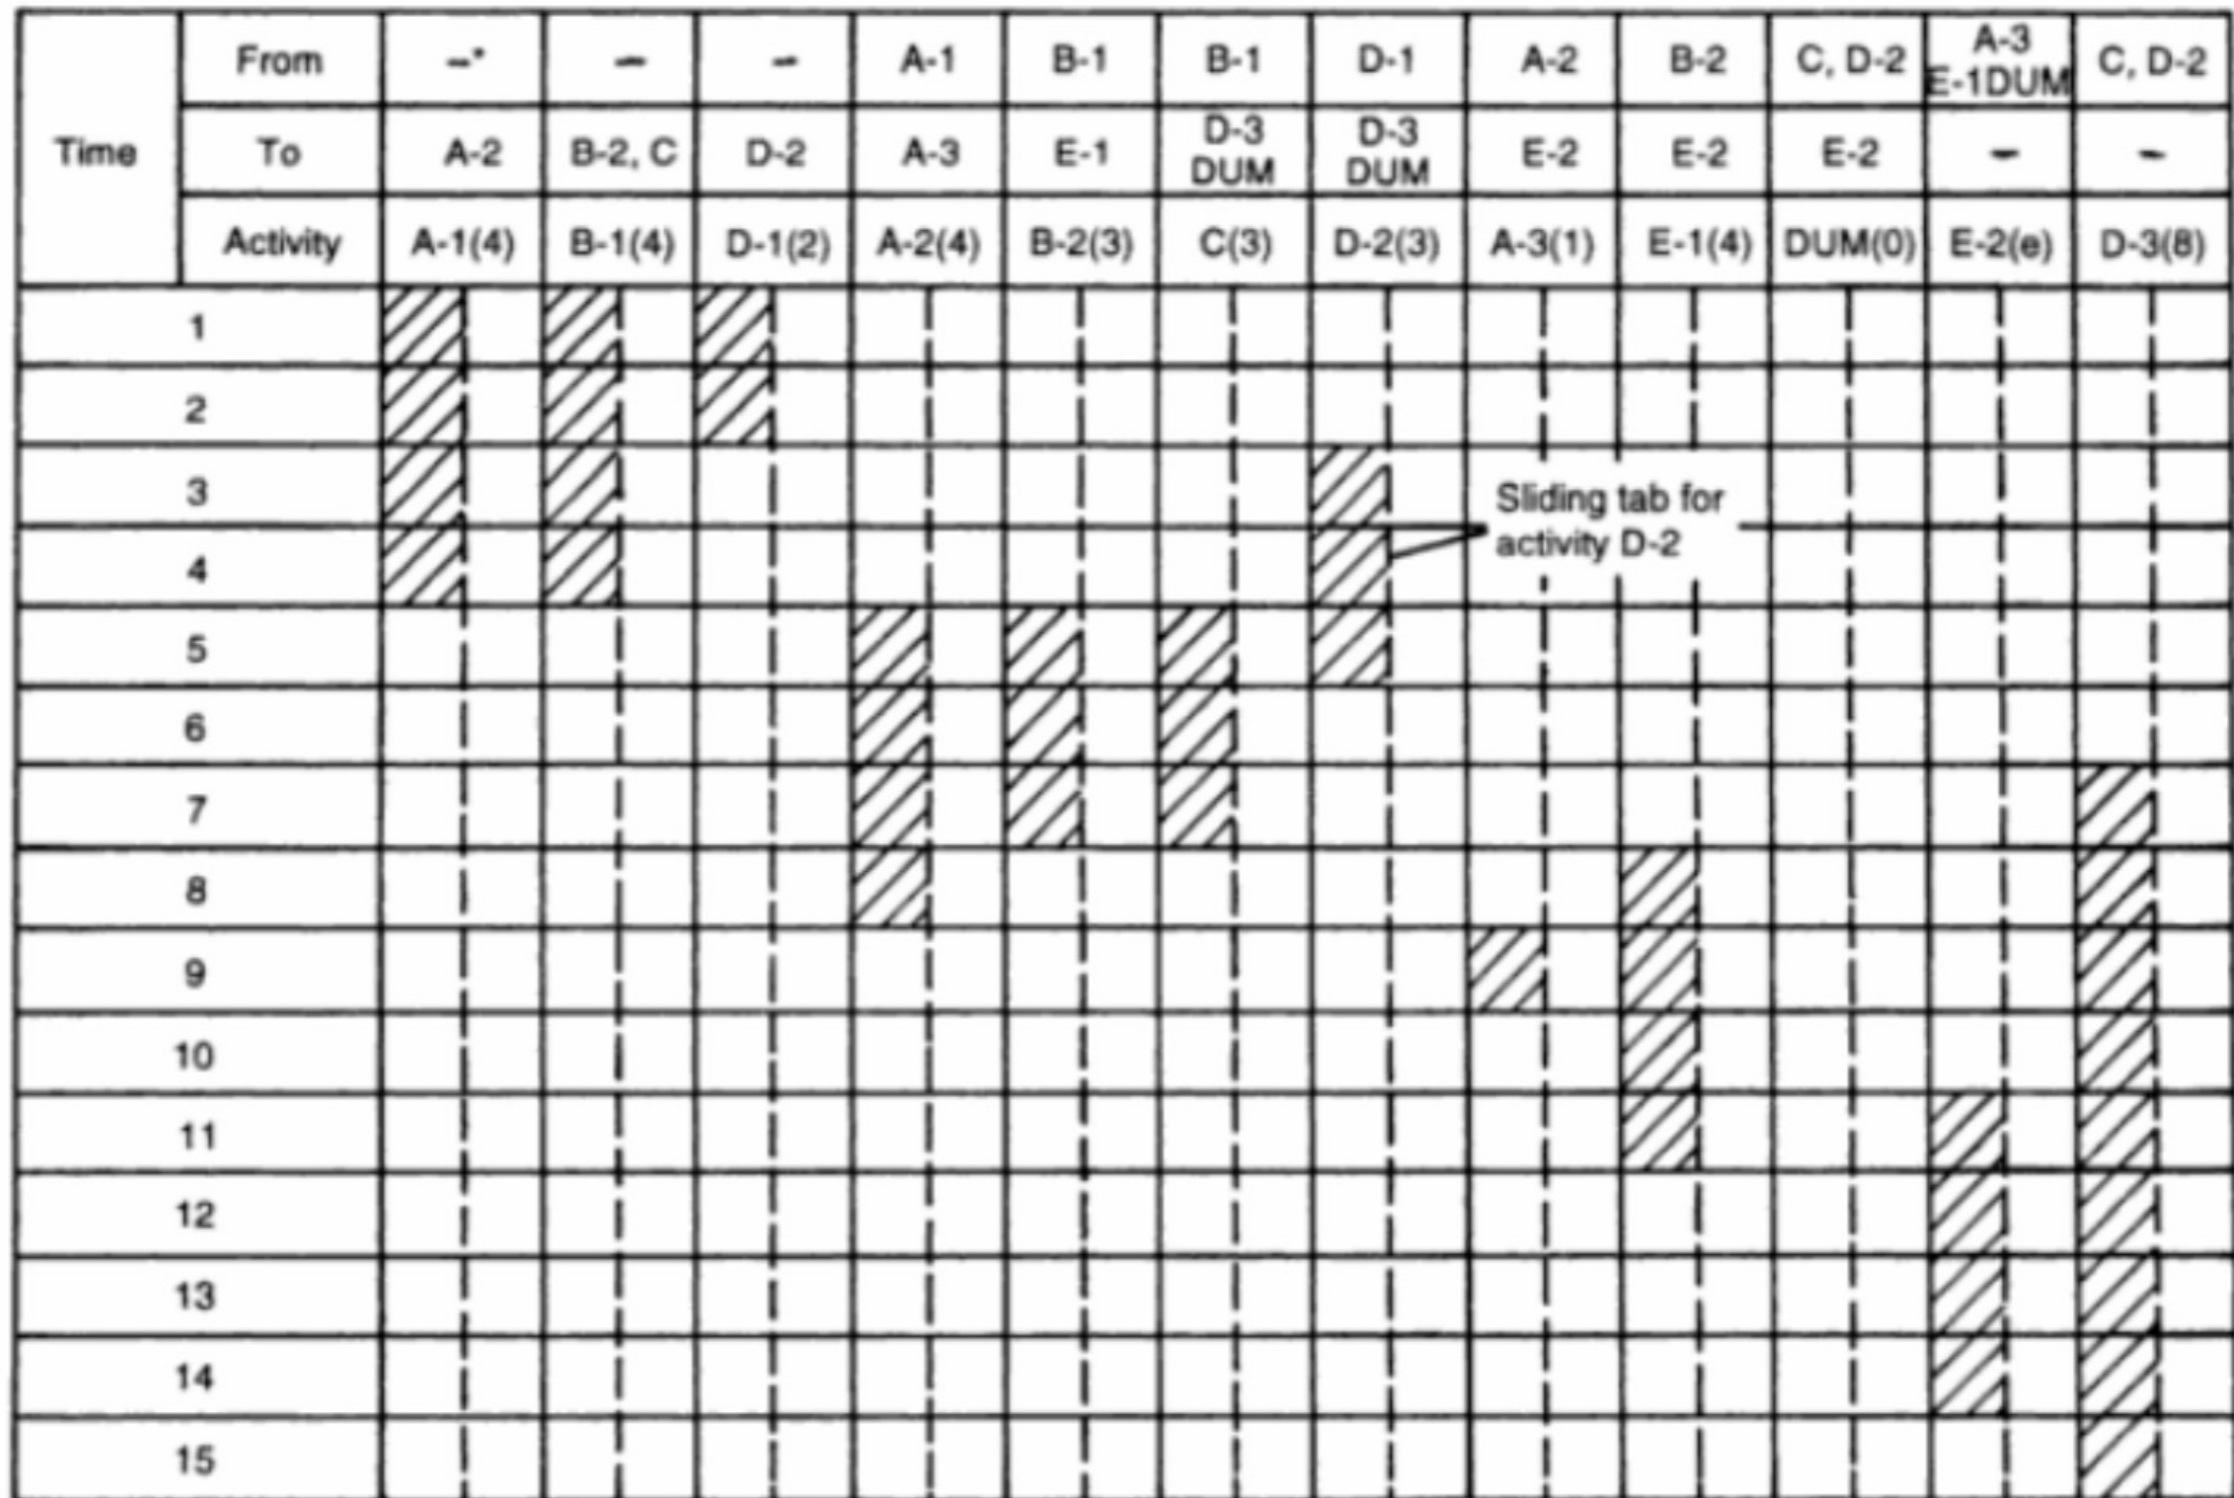 Time
From –* – – A-1 B-1 B-1 D-1 A-2 B-2 C, D-2 A-3 E-1DUM C, D-2
To A-2 B-2, C D-2 A-3 E-1 D-3 DUM D-3 DUM E-2 E-2 E-2 – –
Activity A-1(4) B-1(4) D-1(2) A-2(4) B-2(3) C(3) D-2(3) A-3(1) E-1(4) DUM(0) E-2(e) D-3(8)
1
2
3
Sliding tab for
activity D-2
4
5
6
7
8
9
10
11
12
13
14
15